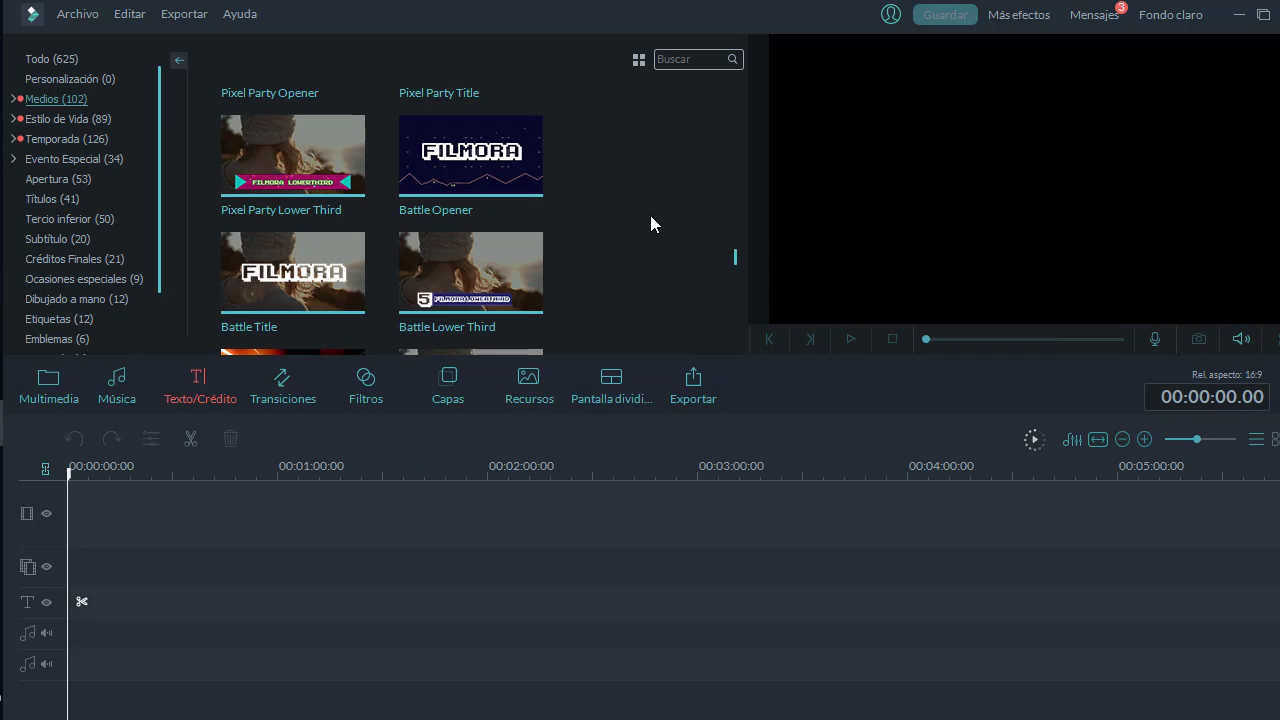 Archivo Editar Exportar Ayuda Guardar Más efectos Mensajes 3 Fondo claro
Todo (625)
Personalización (0)
Medios (102)
Estilo de Vida (89)
Temporada (126)
Evento Especial (34)
Apertura (53)
Títulos (41)
Tercio inferior (50)
Subtítulo (20)
Créditos Finales (21)
Ocasiones especiales (9)
Dibujado a mano (12)
Etiquetas (12)
Emblemas (6)
Buscar
Pixel Party Opener Pixel Party Title
FILMORA LOWERTHIRD
FILMORA
Pixel Party Lower Third Battle Opener
FILMORA
5 FILMORA LOWERTHIRD
Battle Title Battle Lower Third
Multimedia Música Texto/Crédito Transiciones Filtros Capas Recursos Pantalla dividi... Exportar
Rel. aspecto: 16:9
00:00:00.00
00:00:00:00 00:01:00:00 00:02:00:00 00:03:00:00 00:04:00:00 00:05:00:00